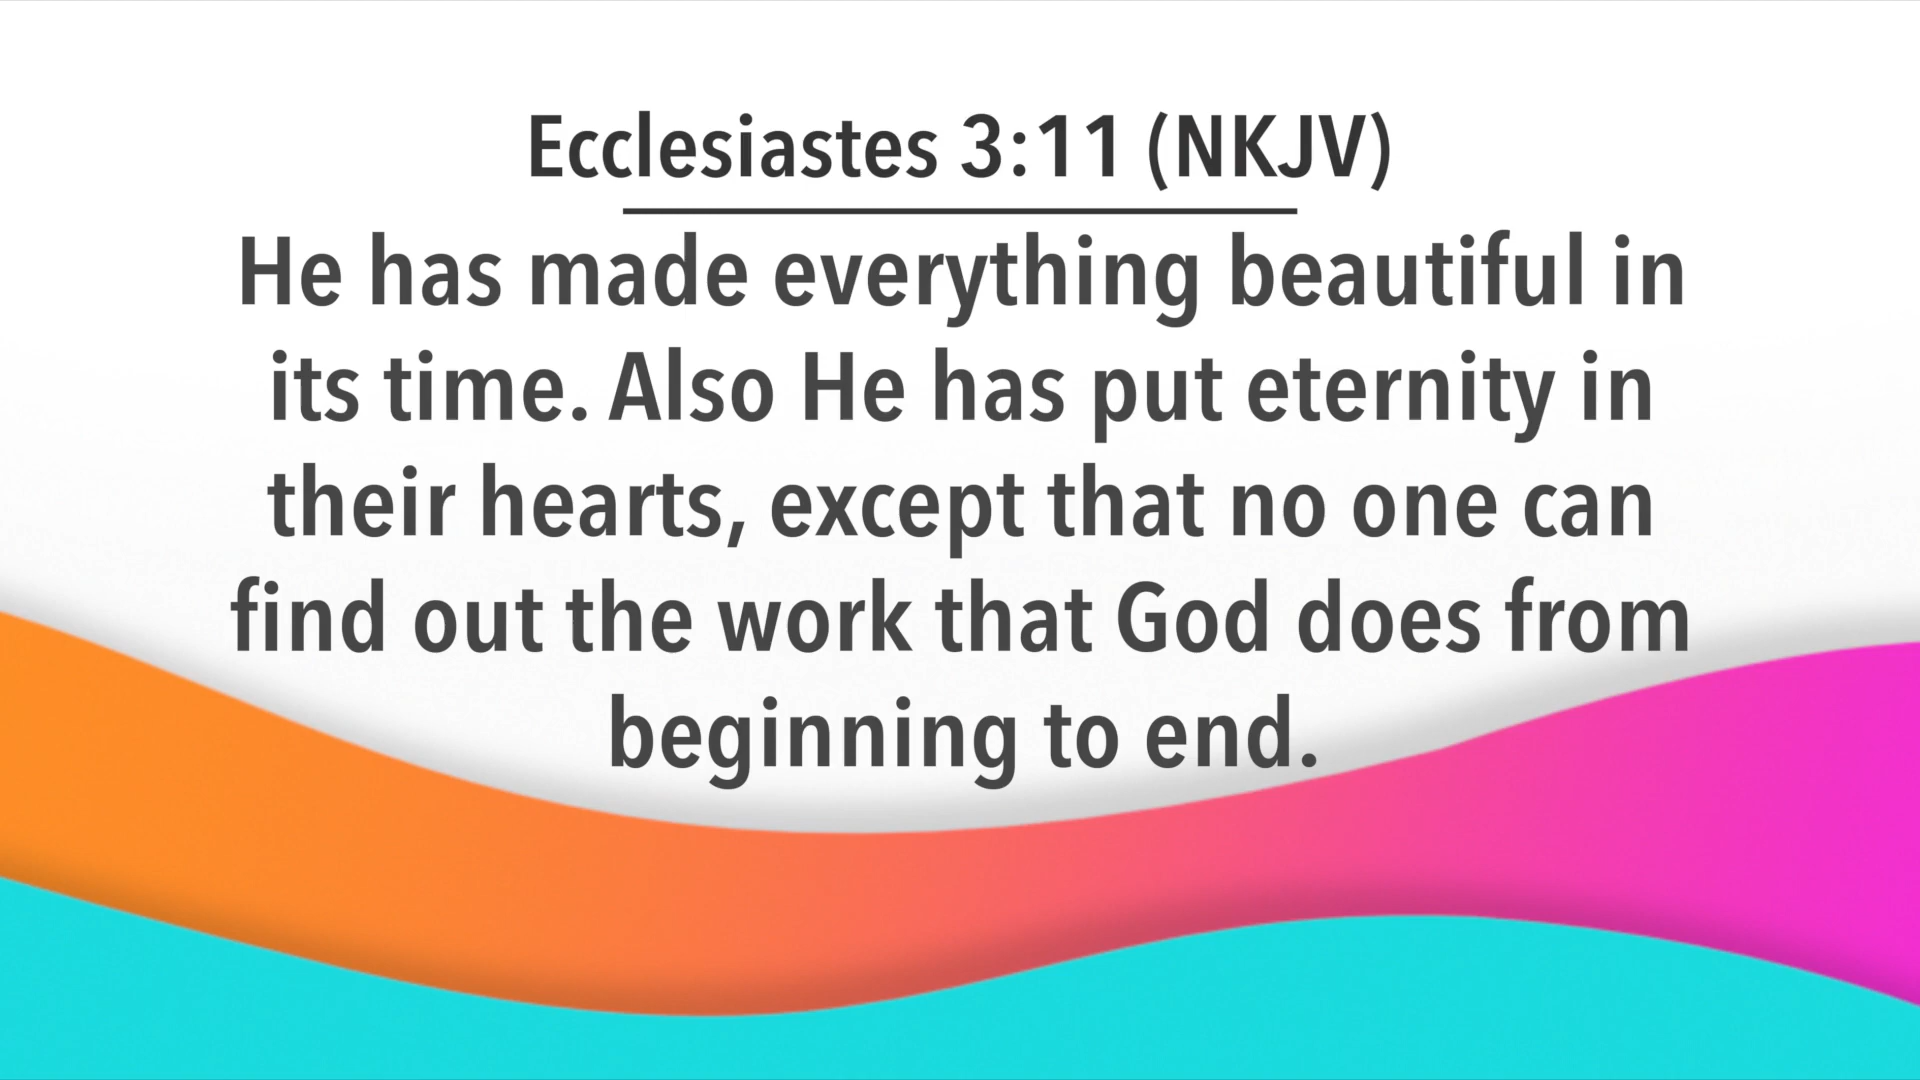 Ecclesiastes 3:11 (NKJV)
He has made everything beautiful in
its time. Also He has put eternity in
their hearts, except that no one can
find out the work that God does from
beginning to end.